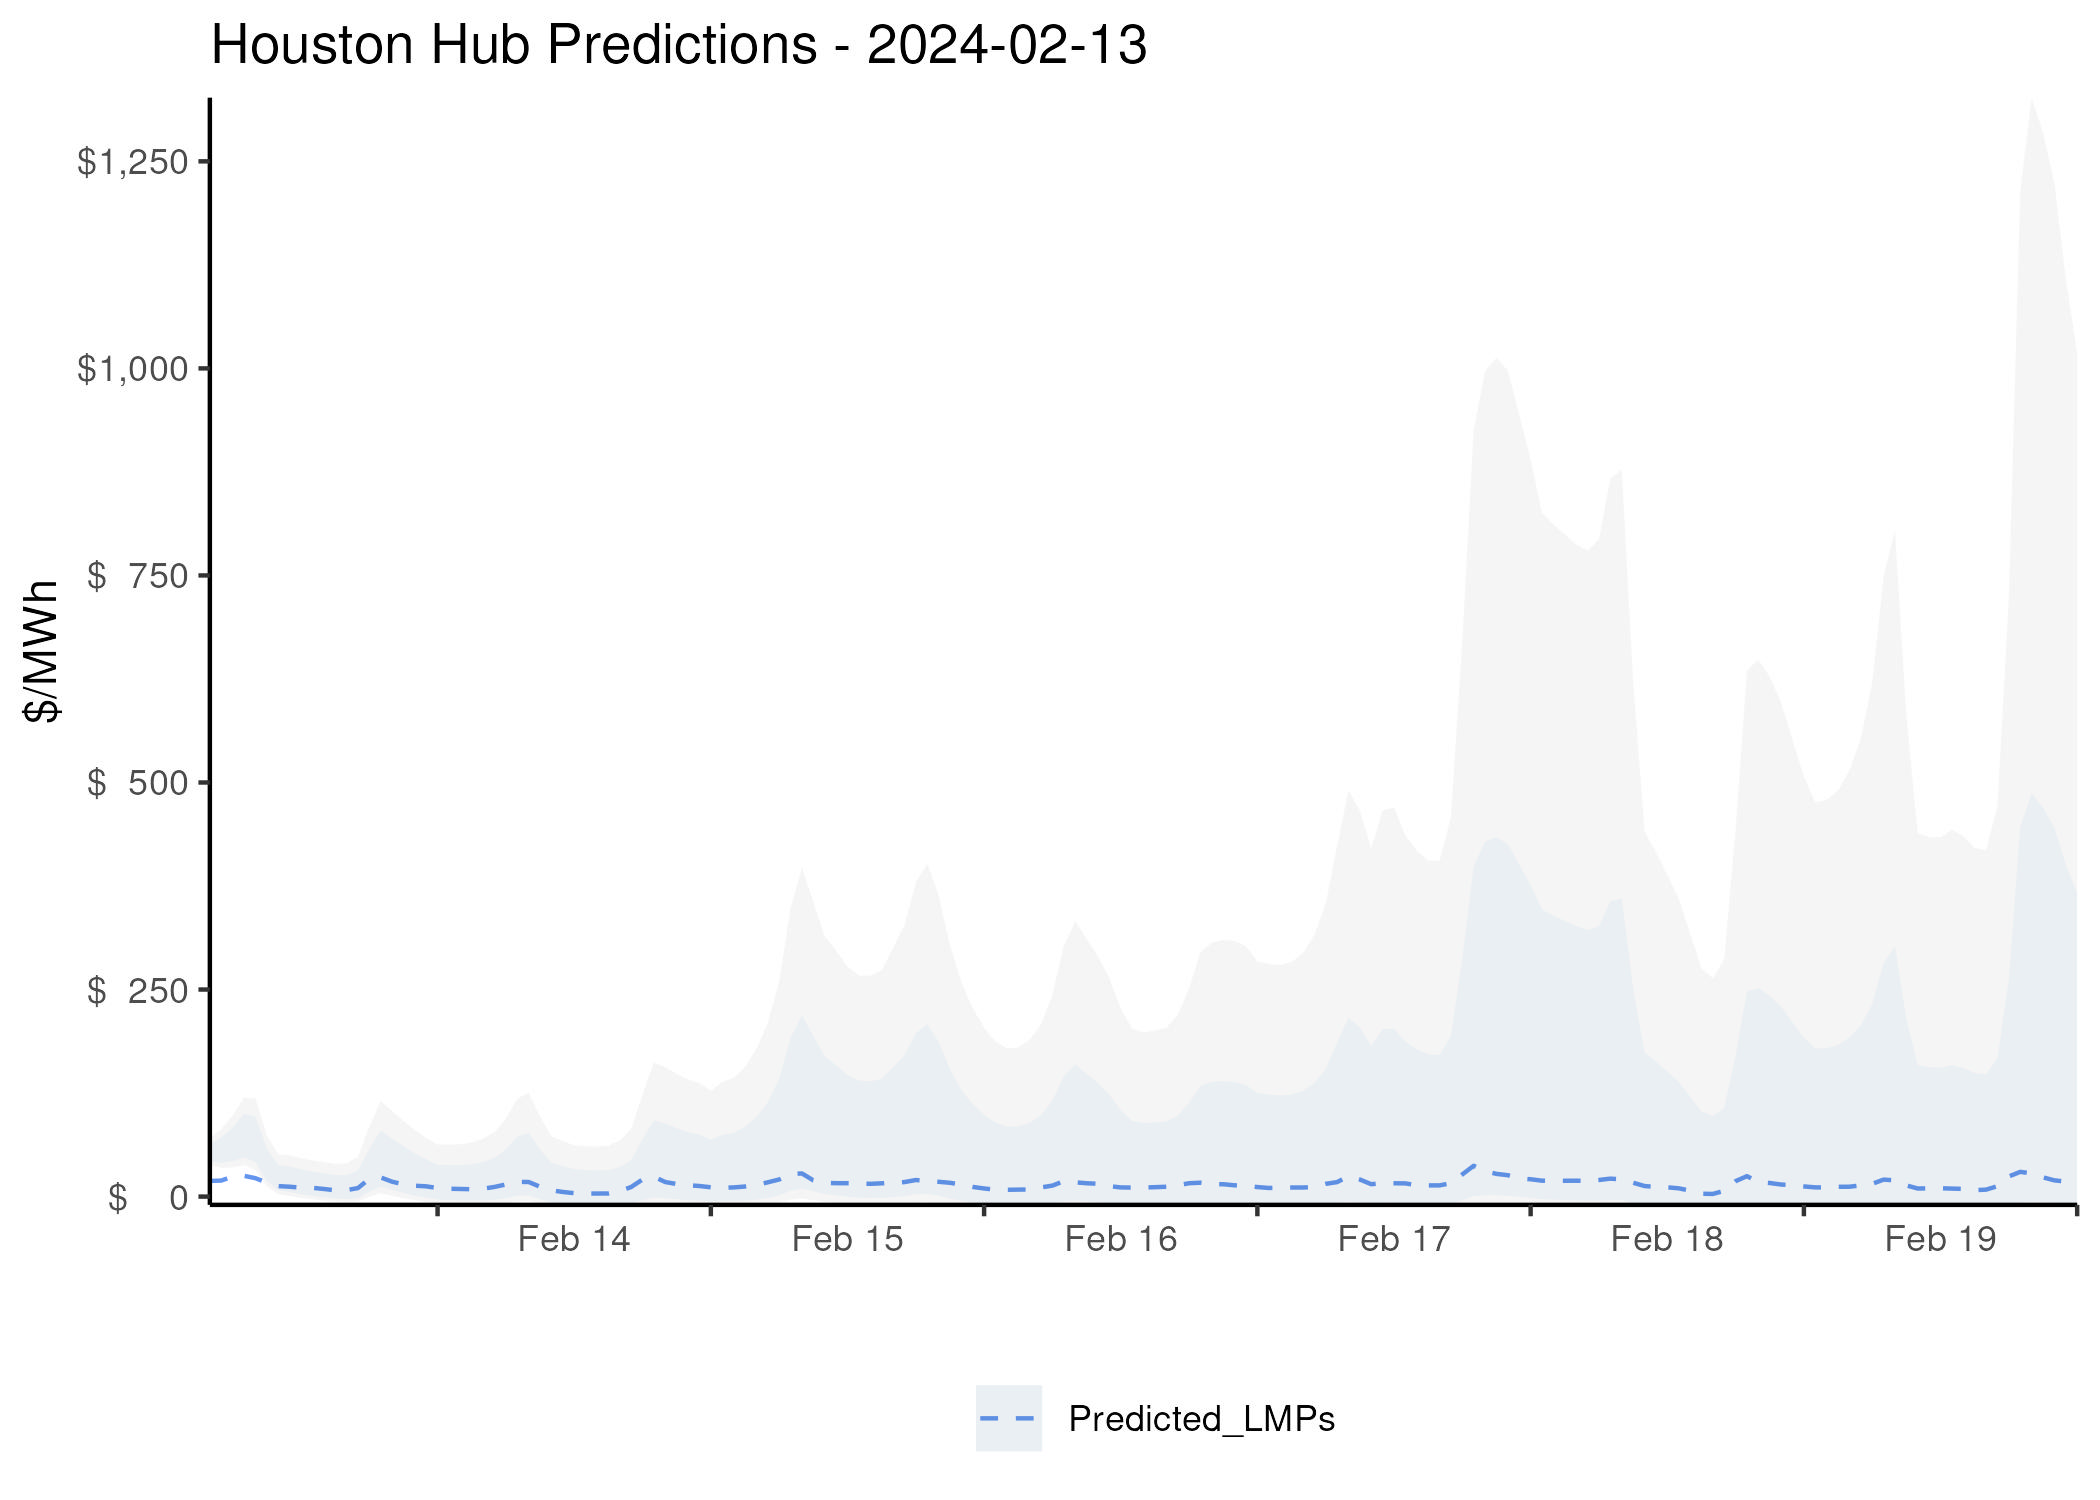 Houston Hub Predictions - 2024-02-13
$/MWh
$1,250
$1,000
$ 750
$ 500
$ 250
$ 0
Feb 14 Feb 15 Feb 16 Feb 17 Feb 18 Feb 19
Predicted_LMPs